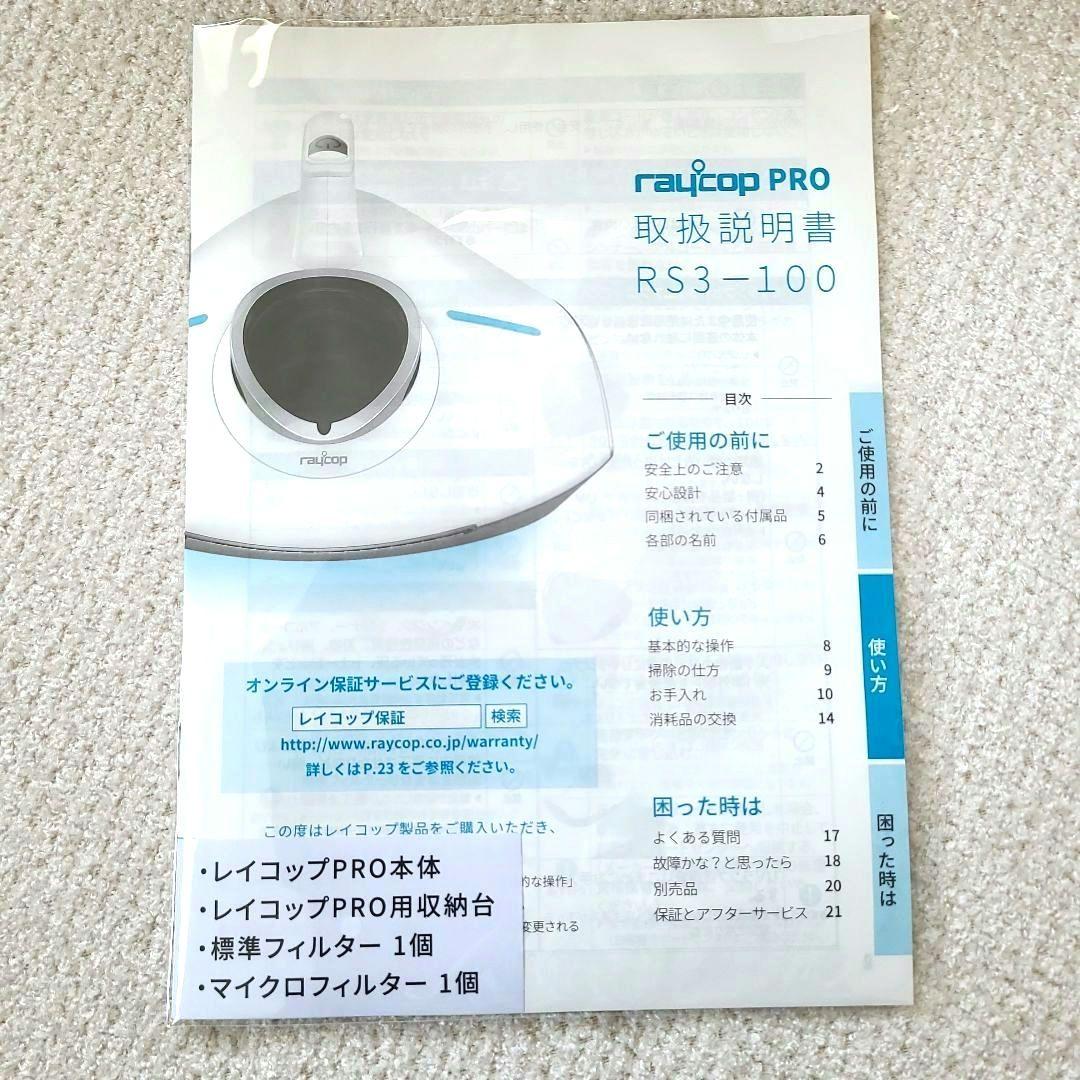 raycop PRO
取扱説明書
RS3-100
目次
ご使用の前に
安全上のご注意 2
安心設計 4
同梱されている付属品 5
各部の名前 6
使い方
基本的な操作 8
掃除の仕方 9
お手入れ 10
消耗品の交換 14
困った時は
よくある質問 17
故障かな?と思ったら 18
別売品 20
保証とアフターサービス 21
ご使用の前に
使い方
困った時は
raycop
オンライン保証サービスにご登録ください。
レイコップ保証 検索
http://www.raycop.co.jp/warranty/
詳しくはP.23をご参照ください。
この度はレイコップ製品をご購入いただき、
的な操作」
変更される
・レイコップPRO本体
・レイコップPRO用収納台
・標準フィルター 1個
・マイクロフィルター 1個